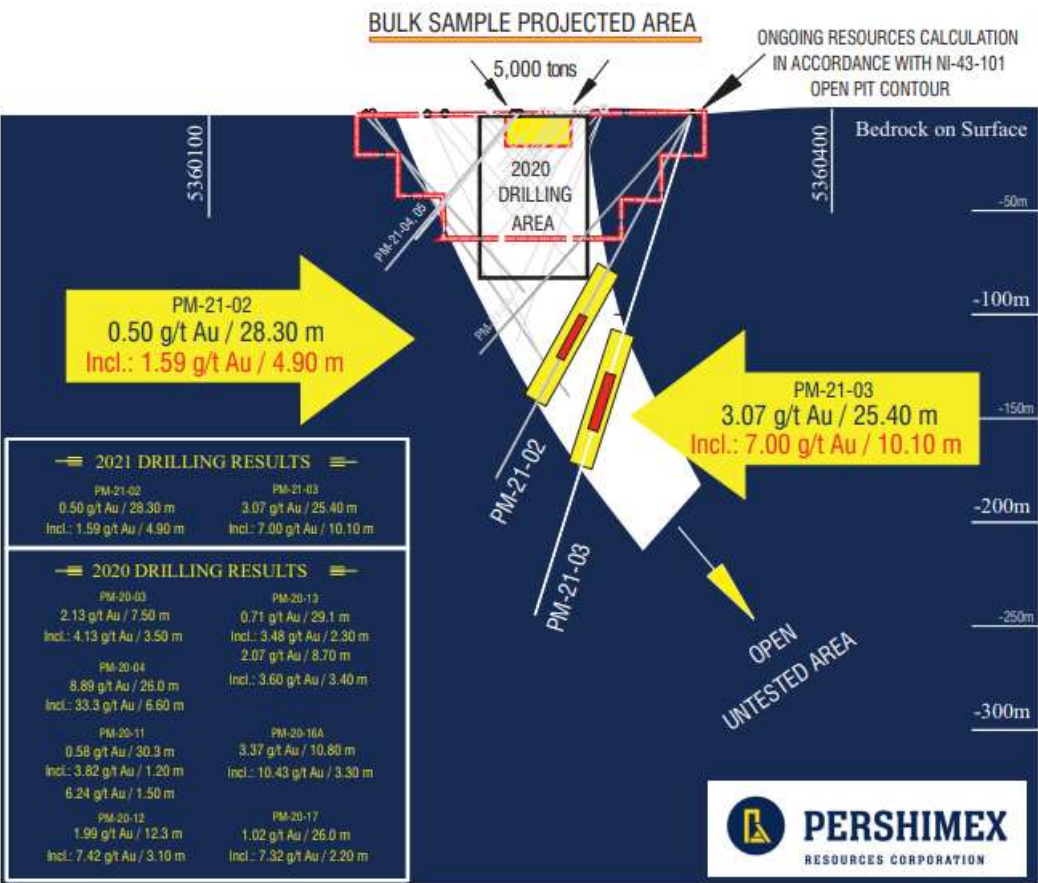 BULK SAMPLE PROJECTED AREA
5,000 tons
ONGOING RESOURCES CALCULATION
IN ACCORDANCE WITH NI-43-101
OPEN PIT CONTOUR
5360100
5360400
Bedrock on Surface
2020
DRILLING
AREA
-50m
PM-21-04, 05
-100m
PM-21-02
0.50 g/t Au / 28.30 m
Incl.: 1.59 g/t Au / 4.90 m
PM-21-03
3.07 g/t Au / 25.40 m
Incl.: 7.00 g/t Au / 10.10 m
-150m
PM-21-02
PM-21-03
-200m
-250m
OPEN
UNTESTED AREA
-300m
2021 DRILLING RESULTS
PM-21-02
0.50 g/t Au / 28.30 m
Incl.: 1.59 g/t Au / 4.90 m
PM-21-03
3.07 g/t Au / 25.40 m
Incl.: 7.00 g/t Au / 10.10 m
2020 DRILLING RESULTS
PM-20-03
2.13 g/t Au / 7.50 m
Incl.: 4.13 g/t Au / 3.50 m
PM-20-04
8.89 g/t Au / 26.0 m
Incl.: 33.3 g/t Au / 6.60 m
PM-20-11
0.58 g/t Au / 30.3 m
Incl.: 3.82 g/t Au / 1.20 m
6.24 g/t Au / 1.50 m
PM-20-12
1.99 g/t Au / 12.3 m
Incl.: 7.42 g/t Au / 3.10 m
PM-20-13
0.71 g/t Au / 29.1 m
Incl.: 3.48 g/t Au / 2.30 m
2.07 g/t Au / 8.70 m
Incl.: 3.60 g/t Au / 3.40 m
PM-20-16A
3.37 g/t Au / 10.80 m
Incl.: 10.43 g/t Au / 3.30 m
PM-20-17
1.02 g/t Au / 26.0 m
Incl.: 7.32 g/t Au / 2.20 m
PERSHIMEX
RESOURCES CORPORATION